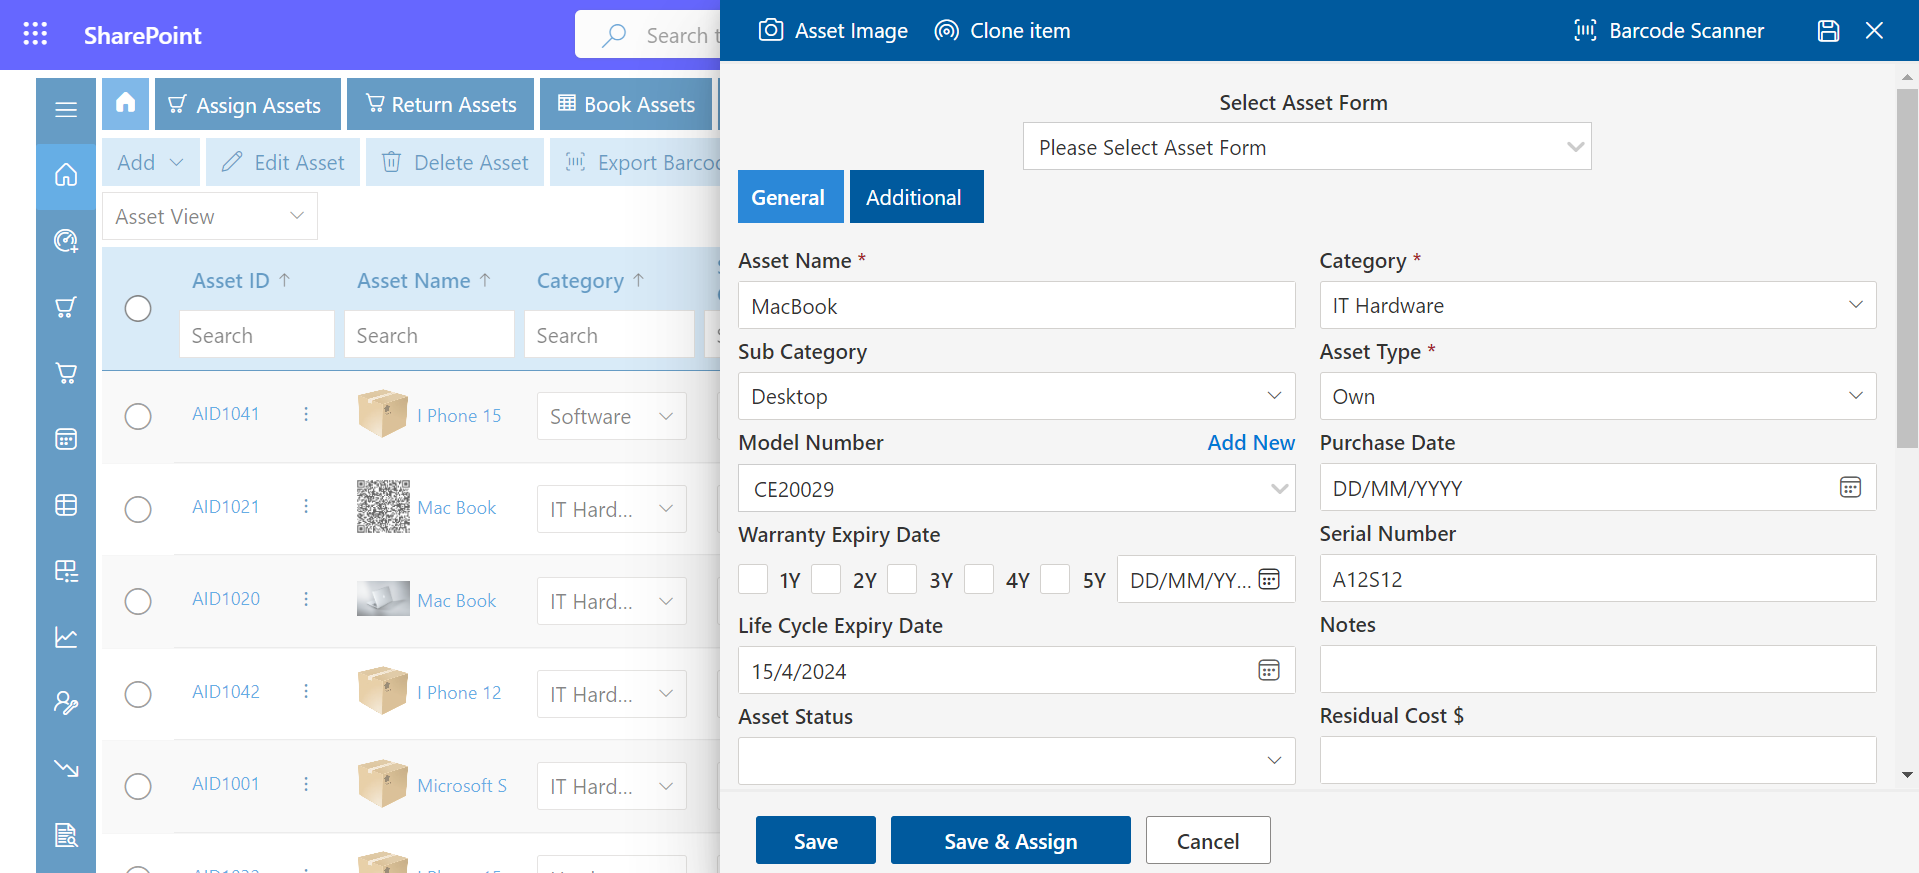 SharePoint
Search t
Asset Image
Clone item
Barcode Scanner
Assign Assets
Return Assets
Book Assets
Add
Edit Asset
Delete Asset
Export Barco
Asset View
Asset ID
Asset Name
Category
Search
Search
Search
AID1041
I Phone 15
Software
AID1021
Mac Book
IT Hard...
AID1020
Mac Book
IT Hard...
AID1042
I Phone 12
IT Hard...
AID1001
Microsoft S
IT Hard...
Select Asset Form
Please Select Asset Form
General
Additional
Asset Name *
MacBook
Category *
IT Hardware
Sub Category
Desktop
Asset Type *
Own
Model Number
Add New
CE20029
Purchase Date
DD/MM/YYYY
Warranty Expiry Date
1Y
2Y
3Y
4Y
5Y
DD/MM/YY...
Serial Number
A12S12
Life Cycle Expiry Date
15/4/2024
Notes
Asset Status
Residual Cost $
Save
Save & Assign
Cancel